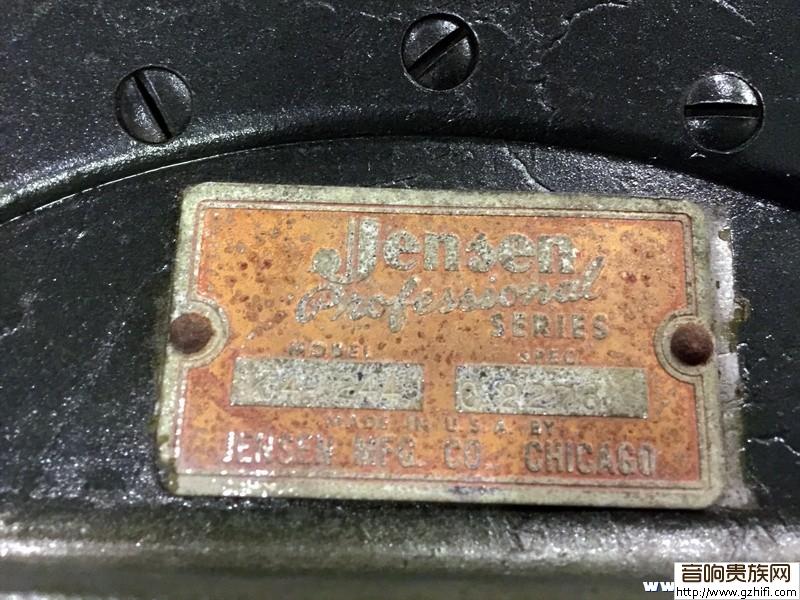 Jensen
Professional
SERIES
MODEL SPEC.
MADE IN U.S.A. BY
JENSEN MFG. CO. CHICAGO
音响贵族网
http://www.gzhifi.com